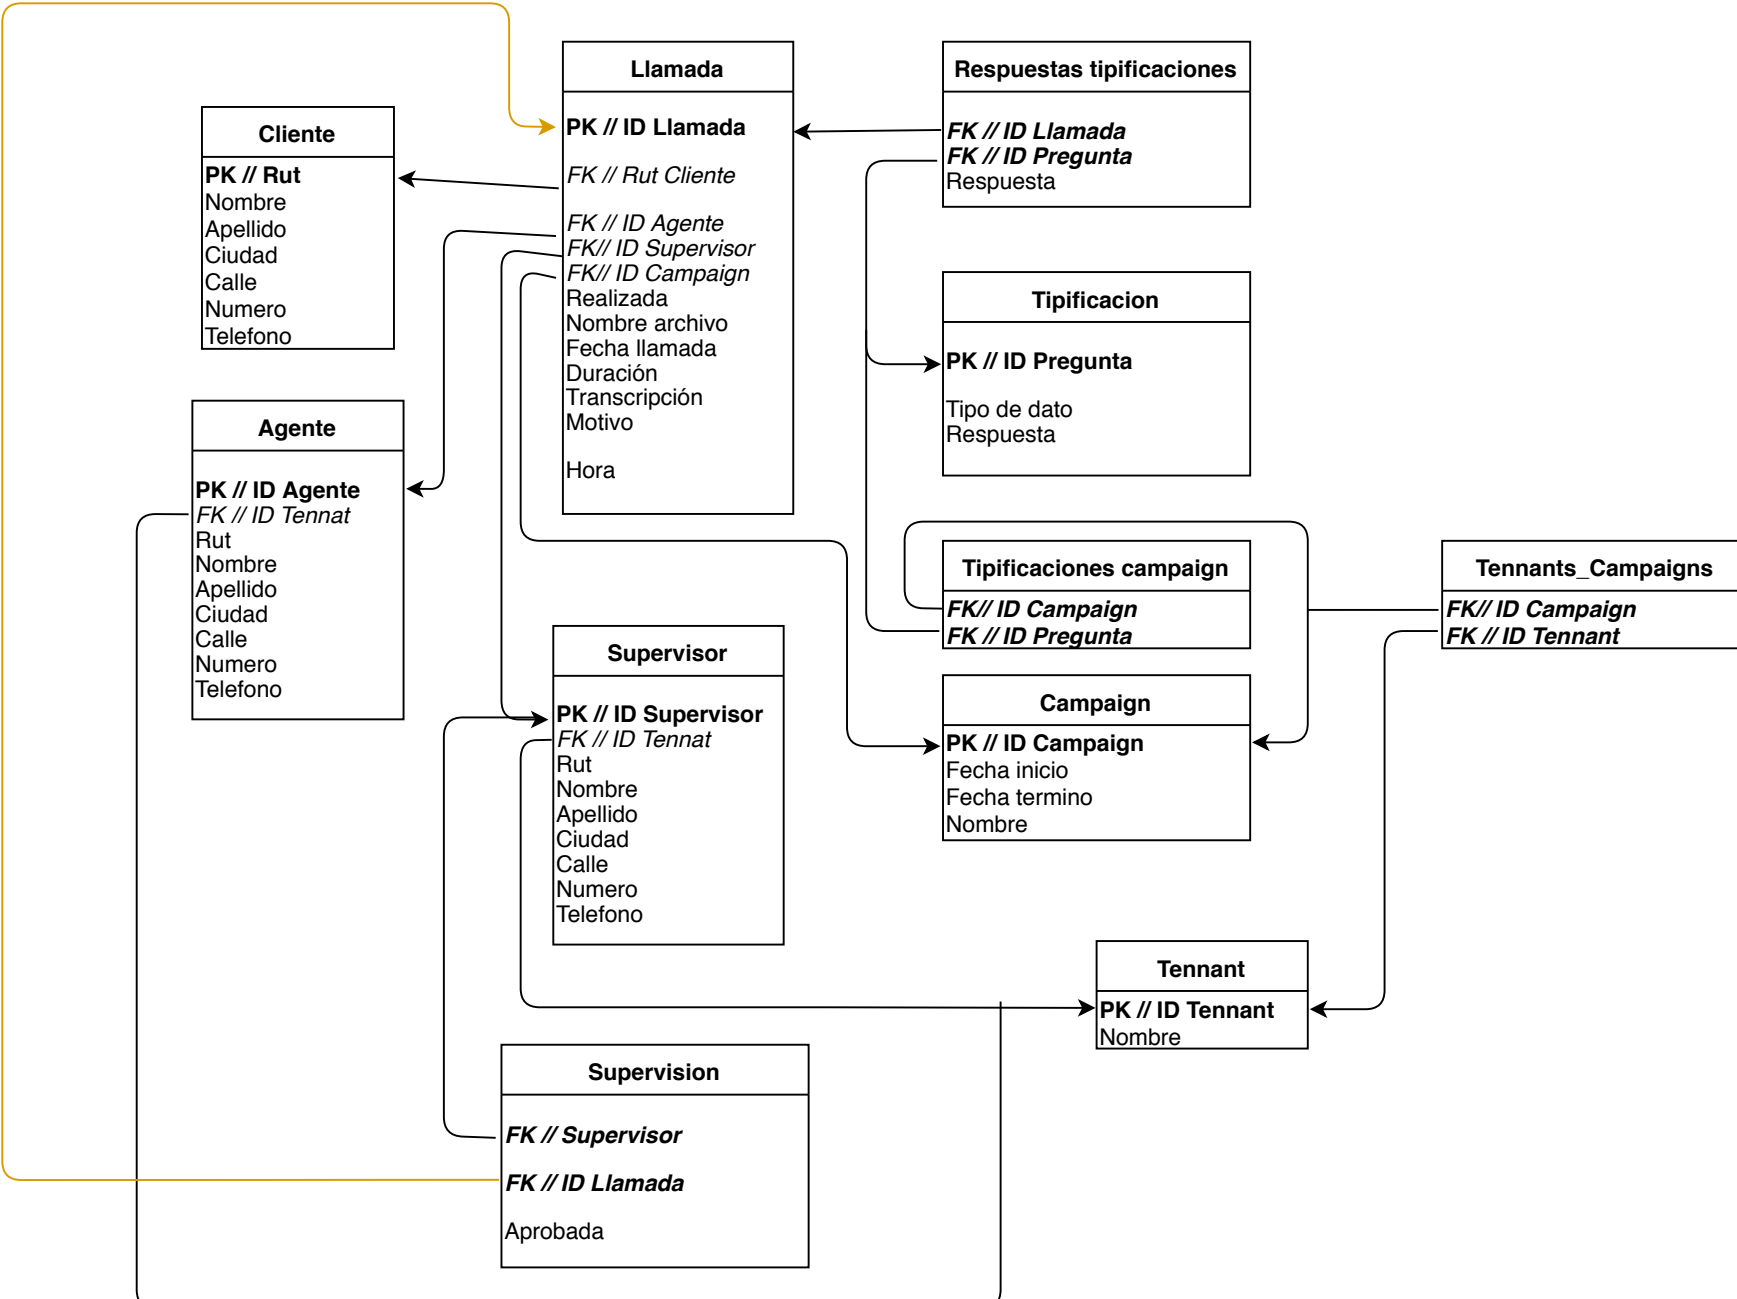 Llamada
PK // ID Llamada
FK // Rut Cliente
FK // ID Agente
FK// ID Supervisor
FK// ID Campaign
Realizada
Nombre archivo
Fecha llamada
Duración
Transcripción
Motivo
Hora
Respuestas tipificaciones
FK // ID Llamada
FK // ID Pregunta
Respuesta
Cliente
PK // Rut
Nombre
Apellido
Ciudad
Calle
Numero
Telefono
Tipificacion
PK // ID Pregunta
Tipo de dato
Respuesta
Agente
PK // ID Agente
FK // ID Tennat
Rut
Nombre
Apellido
Ciudad
Calle
Numero
Telefono
Tipificaciones campaign
FK// ID Campaign
FK // ID Pregunta
Tennants_Campaigns
FK// ID Campaign
FK // ID Tennant
Supervisor
PK // ID Supervisor
FK // ID Tennat
Rut
Nombre
Apellido
Ciudad
Calle
Numero
Telefono
Campaign
PK // ID Campaign
Fecha inicio
Fecha termino
Nombre
Tennant
PK // ID Tennant
Nombre
Supervision
FK // Supervisor
FK // ID Llamada
Aprobada